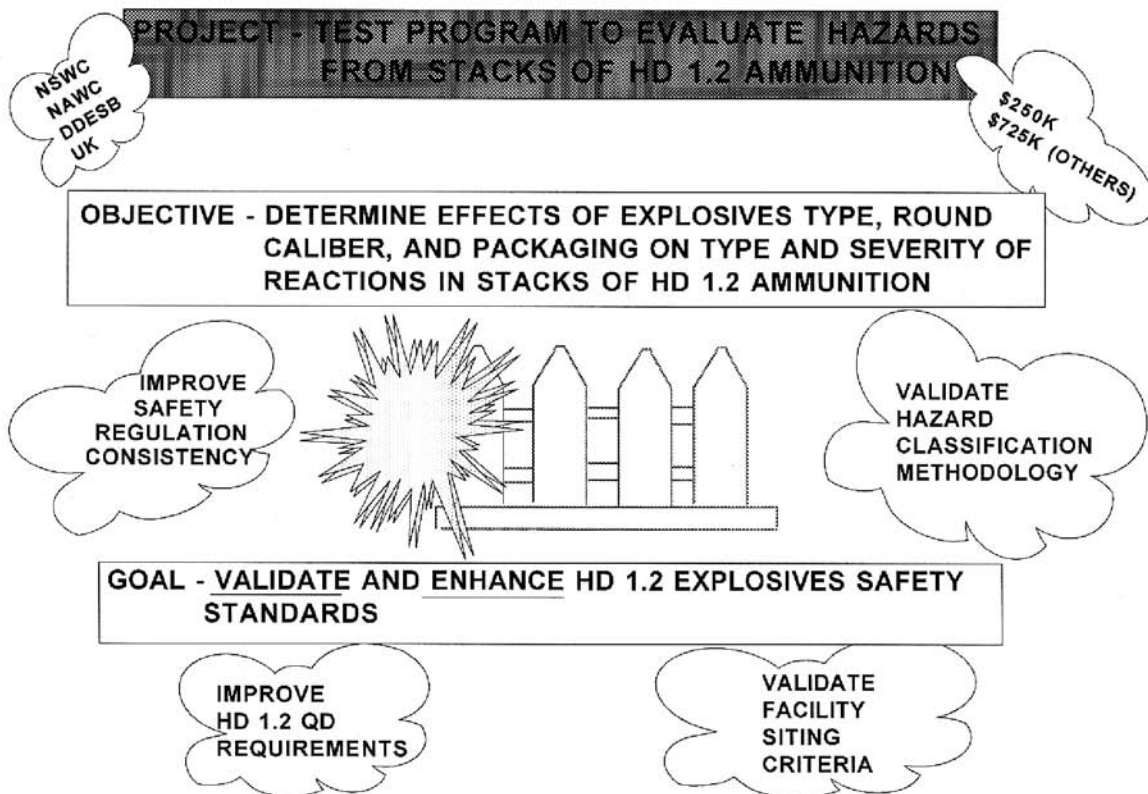 PROJECT - TEST PROGRAM TO EVALUATE HAZARDS
FROM STACKS OF HD 1.2 AMMUNITION
NSWC
NAWC
DDESB
UK
$250K
$725K (OTHERS)
OBJECTIVE - DETERMINE EFFECTS OF EXPLOSIVES TYPE, ROUND
CALIBER, AND PACKAGING ON TYPE AND SEVERITY OF
REACTIONS IN STACKS OF HD 1.2 AMMUNITION
IMPROVE
SAFETY
REGULATION
CONSISTENCY
VALIDATE
HAZARD
CLASSIFICATION
METHODOLOGY
GOAL - VALIDATE AND ENHANCE HD 1.2 EXPLOSIVES SAFETY
STANDARDS
IMPROVE
HD 1.2 QD
REQUIREMENTS
VALIDATE
FACILITY
SITING
CRITERIA